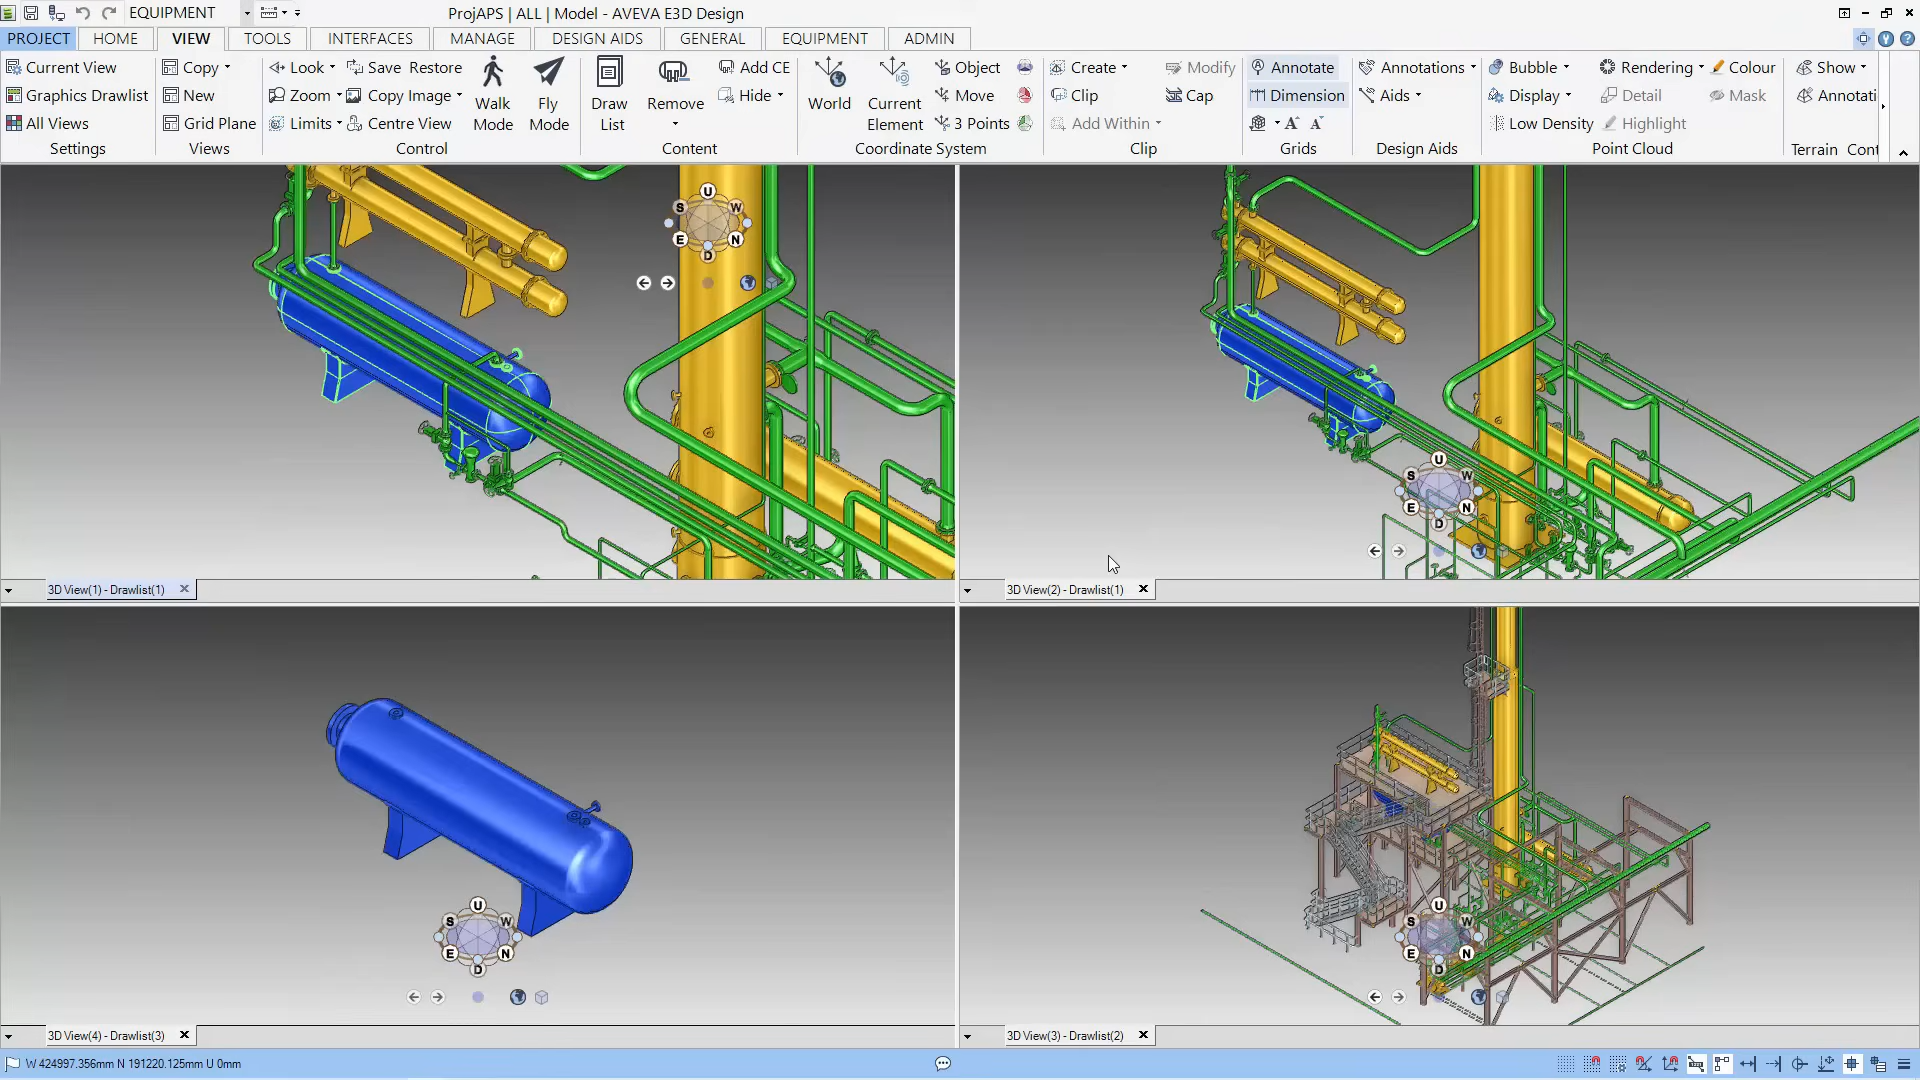 EQUIPMENT
ProjAPS | ALL | Model - AVEVA E3D Design
PROJECT HOME VIEW TOOLS INTERFACES MANAGE DESIGN AIDS GENERAL EQUIPMENT ADMIN
Current View
Graphics Drawlist
All Views
Settings
Copy
New
Grid Plane
Views
Look Save Restore
Zoom Copy Image
Limits Centre View
Walk Mode
Fly Mode
Control
Draw List
Remove
Add CE
Hide
Content
World
Current Element
Object
Move
3 Points
Coordinate System
Create Modify
Clip Cap
Add Within
Clip
Annotate
Dimension
A A
Grids
Annotations
Aids
Design Aids
Bubble Rendering Colour
Display Detail Mask
Low Density Highlight
Point Cloud
Show
Annotati
Terrain Cont
U
S W
E N
D
U
S W
E N
D
3D View(1) - Drawlist(1)
3D View(2) - Drawlist(1)
U
S W
E N
D
U
S W
E N
D
3D View(4) - Drawlist(3)
3D View(3) - Drawlist(2)
W 424997.356mm N 191220.125mm U 0mm